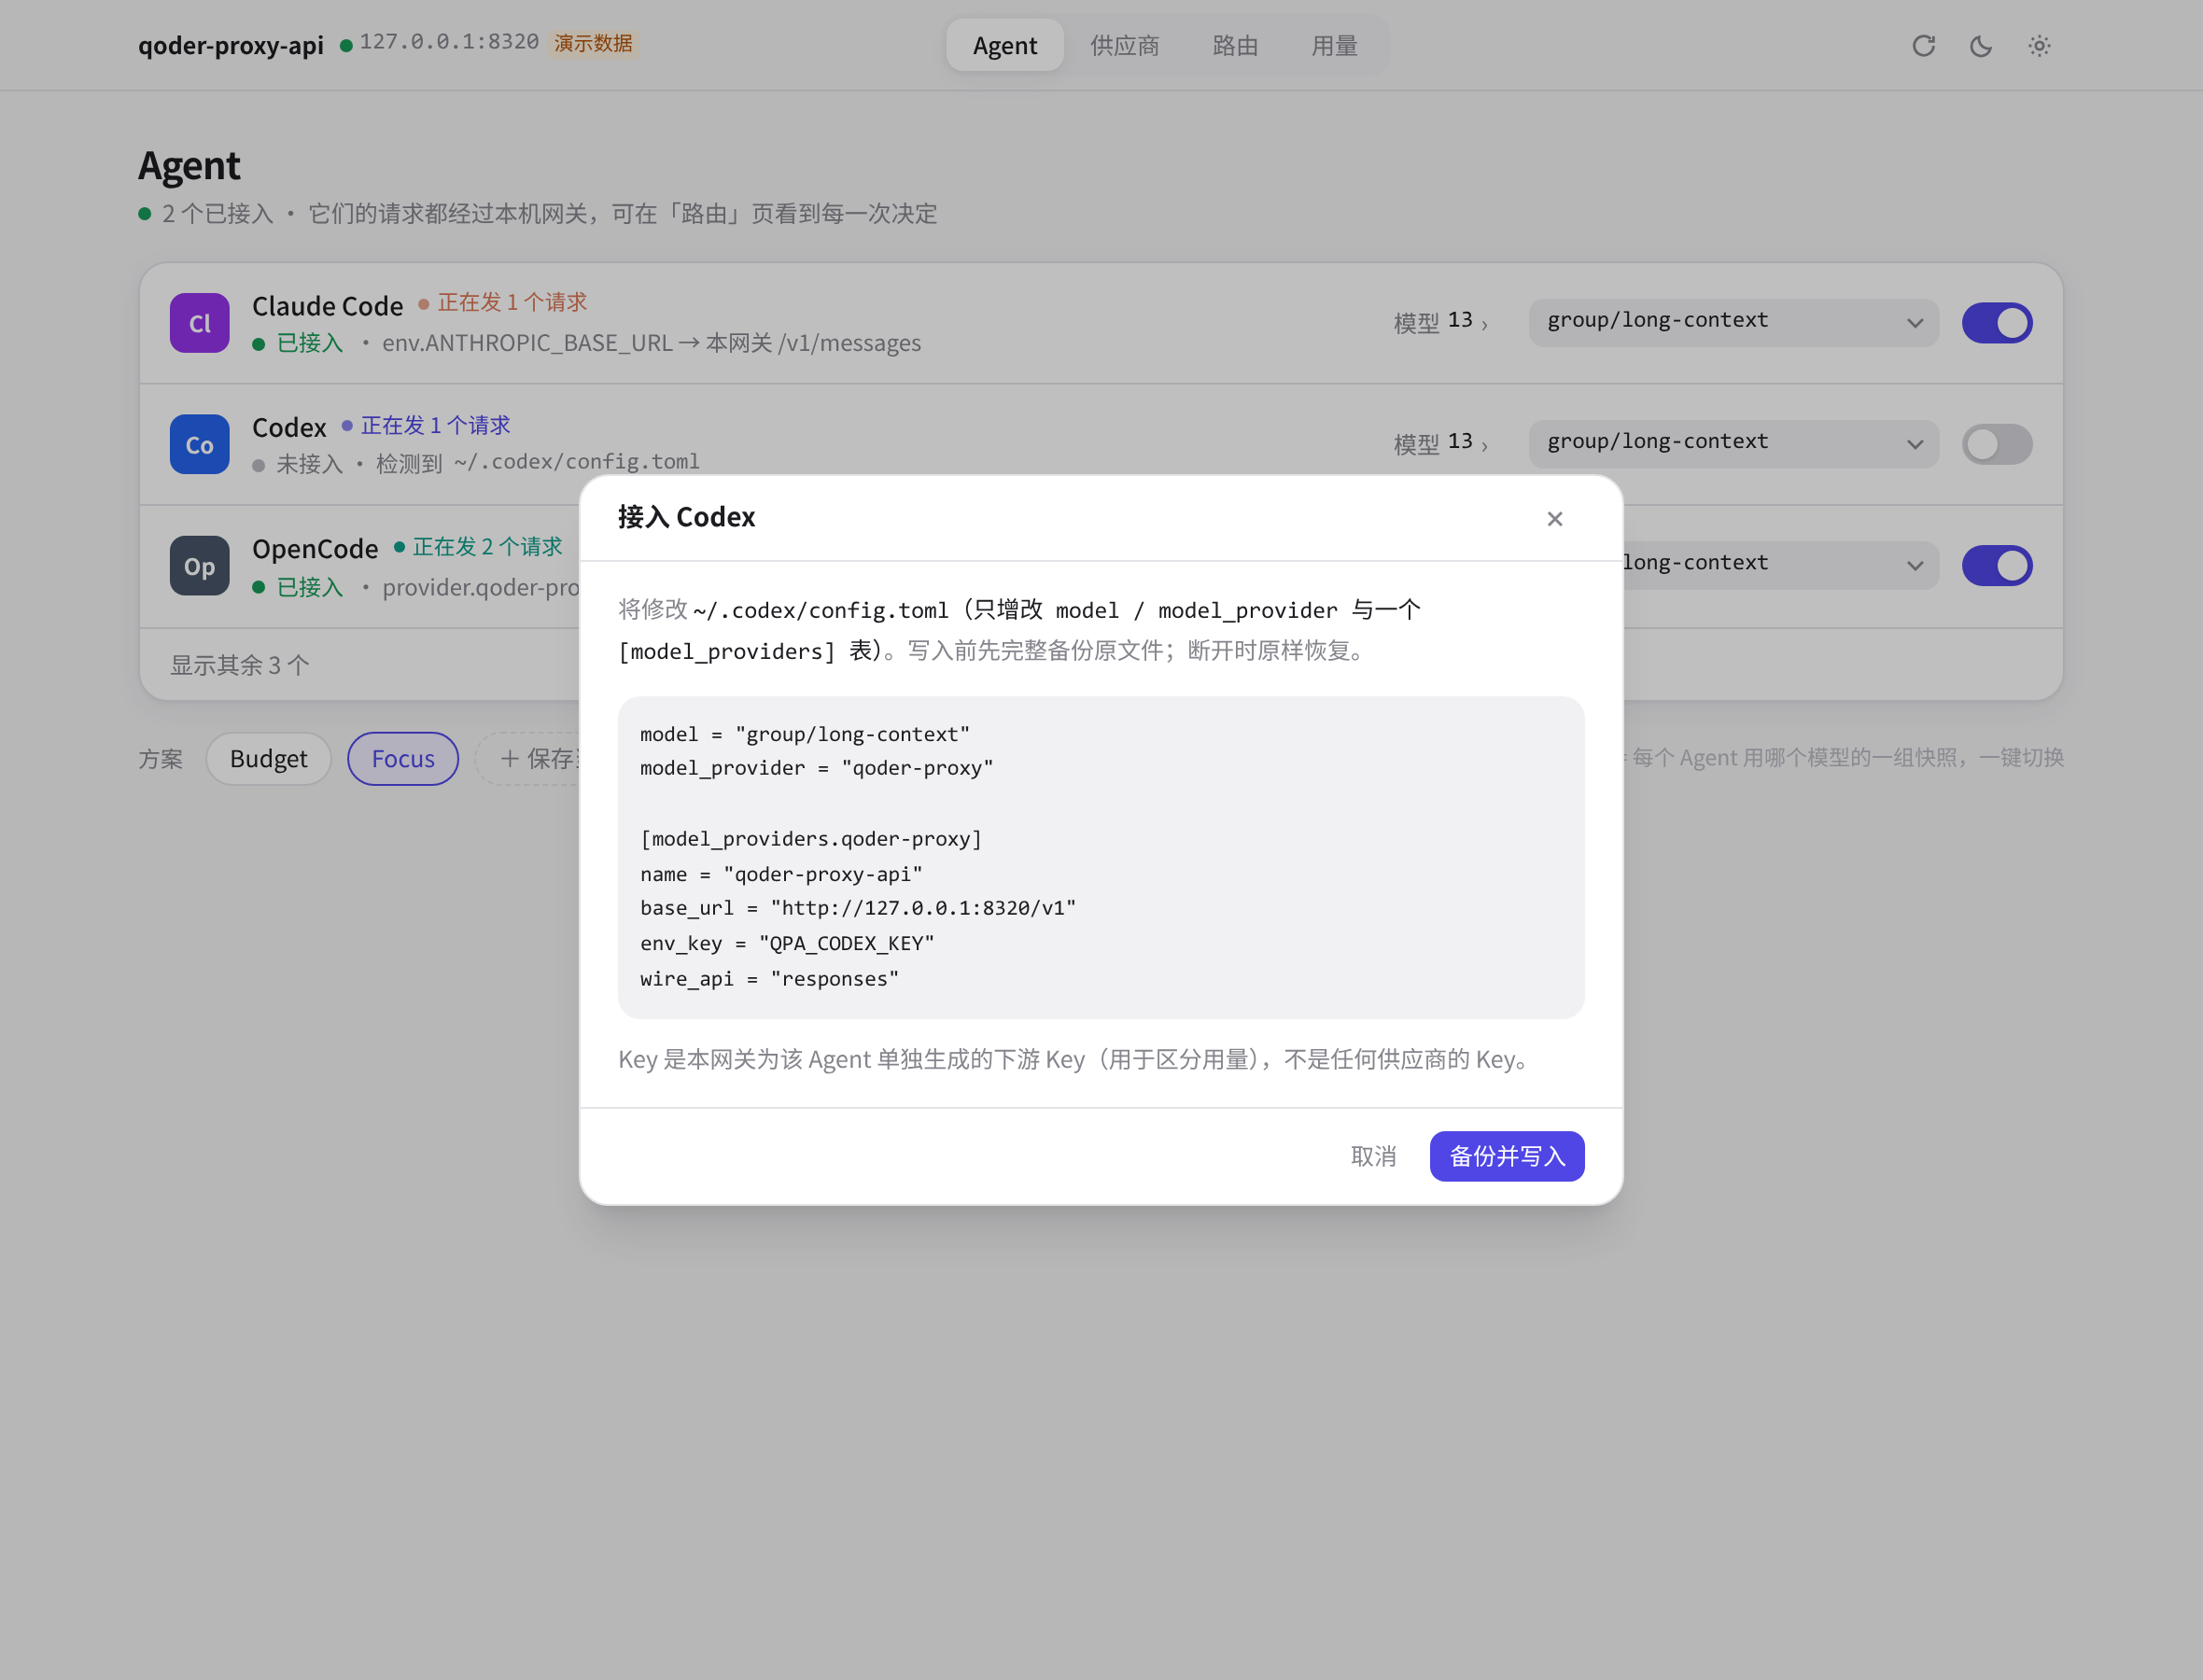 qoder-proxy-api 127.0.0.1:8320 演示数据
Agent 供应商 路由 用量
Agent
2 个已接入 • 它们的请求都经过本机网关，可在「路由」页看到每一次决定
Cl
Claude Code 正在发 1 个请求
已接入 • env.ANTHROPIC_BASE_URL → 本网关 /v1/messages
模型 13 ›
group/long-context
Co
Codex 正在发 1 个请求
未接入 • 检测到 ~/.codex/config.toml
模型 13 ›
group/long-context
Op
OpenCode 正在发 2 个请求
已接入 • provider.qoder-pro
long-context
显示其余 3 个
方案 Budget Focus + 保存
每个 Agent 用哪个模型的一组快照，一键切换
接入 Codex ×
将修改 ~/.codex/config.toml（只增改 model / model_provider 与一个
[model_providers] 表）。写入前先完整备份原文件；断开时原样恢复。
model = "group/long-context"
model_provider = "qoder-proxy"
[model_providers.qoder-proxy]
name = "qoder-proxy-api"
base_url = "http://127.0.0.1:8320/v1"
env_key = "QPA_CODEX_KEY"
wire_api = "responses"
Key 是本网关为该 Agent 单独生成的下游 Key（用于区分用量），不是任何供应商的 Key。
取消 备份并写入